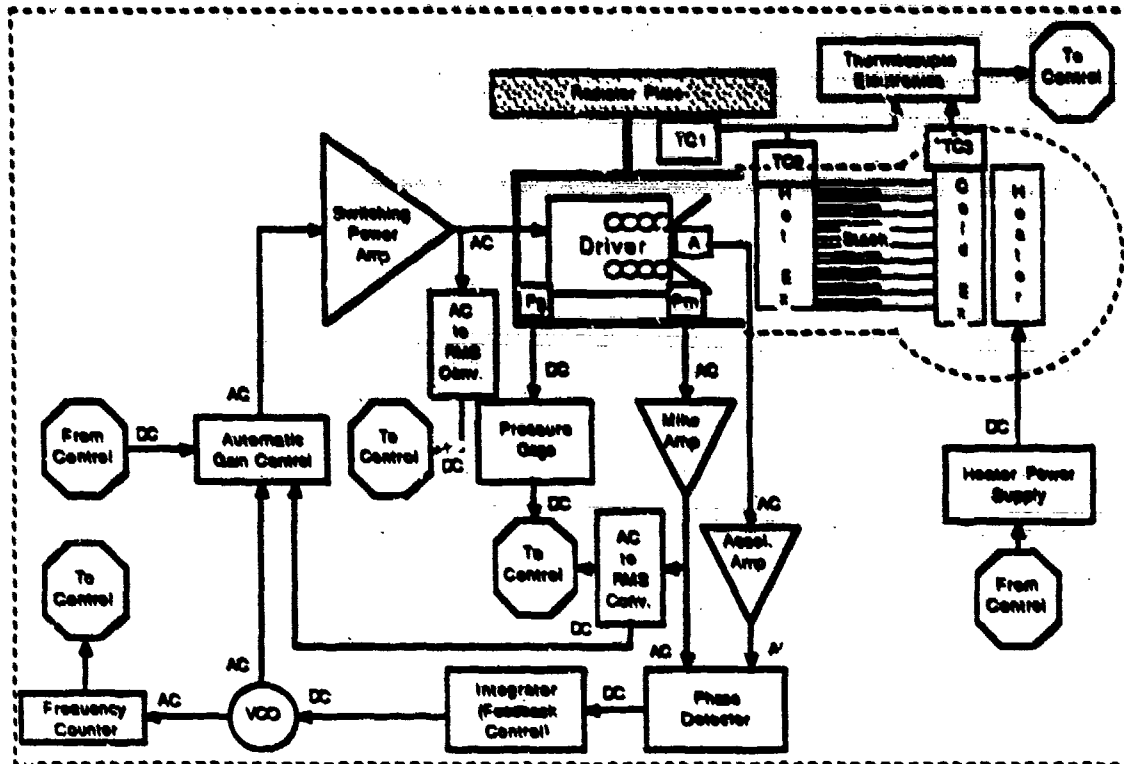 Thermocouple
Electronics
To
Control
Radiator Plate
TC1
TC2
TC3
Switching
Power
Amp
AC
Driver
A
Hot Ex
Stack
Cold Ex
Heater
Pg
Pm
AC
to
RMS
Conv.
DC
AC
AC
From
Control
DC
Automatic
Gain Control
To
Control
DC
Pressure
Gage
Mike
Amp
DC
Heater Power
Supply
DC
AC
To
Control
AC
to
RMS
Conv.
Accel.
Amp
To
Control
From
Control
DC
AC
AC
Frequency
Counter
AC
VCO
DC
Integrator
(Feedback
Control)
DC
Phase
Detector